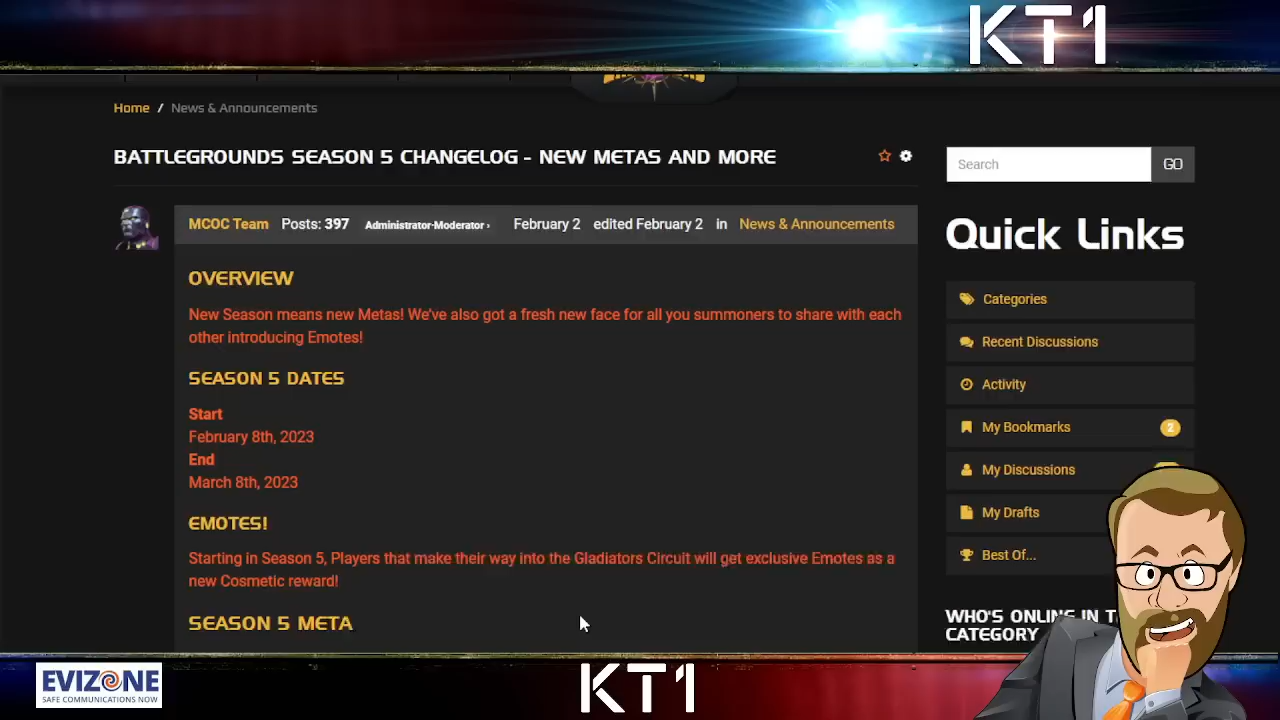 KT1
Home / News & Announcements
BATTLEGROUNDS SEASON 5 CHANGELOG - NEW METAS AND MORE
Search
GO
MCOC Team Posts: 397 Administrator-Moderator › February 2 edited February 2 in News & Announcements
OVERVIEW
New Season means new Metas! We've also got a fresh new face for all you summoners to share with each
other introducing Emotes!
SEASON 5 DATES
Start
February 8th, 2023
End
March 8th, 2023
EMOTES!
Starting in Season 5, Players that make their way into the Gladiators Circuit will get exclusive Emotes as a
new Cosmetic reward!
SEASON 5 META
Quick Links
Categories
Recent Discussions
Activity
My Bookmarks 2
My Discussions
My Drafts
Best Of...
WHO'S ONLINE IN
CATEGORY
EVIZONE
SAFE COMMUNICATIONS NOW
KT1